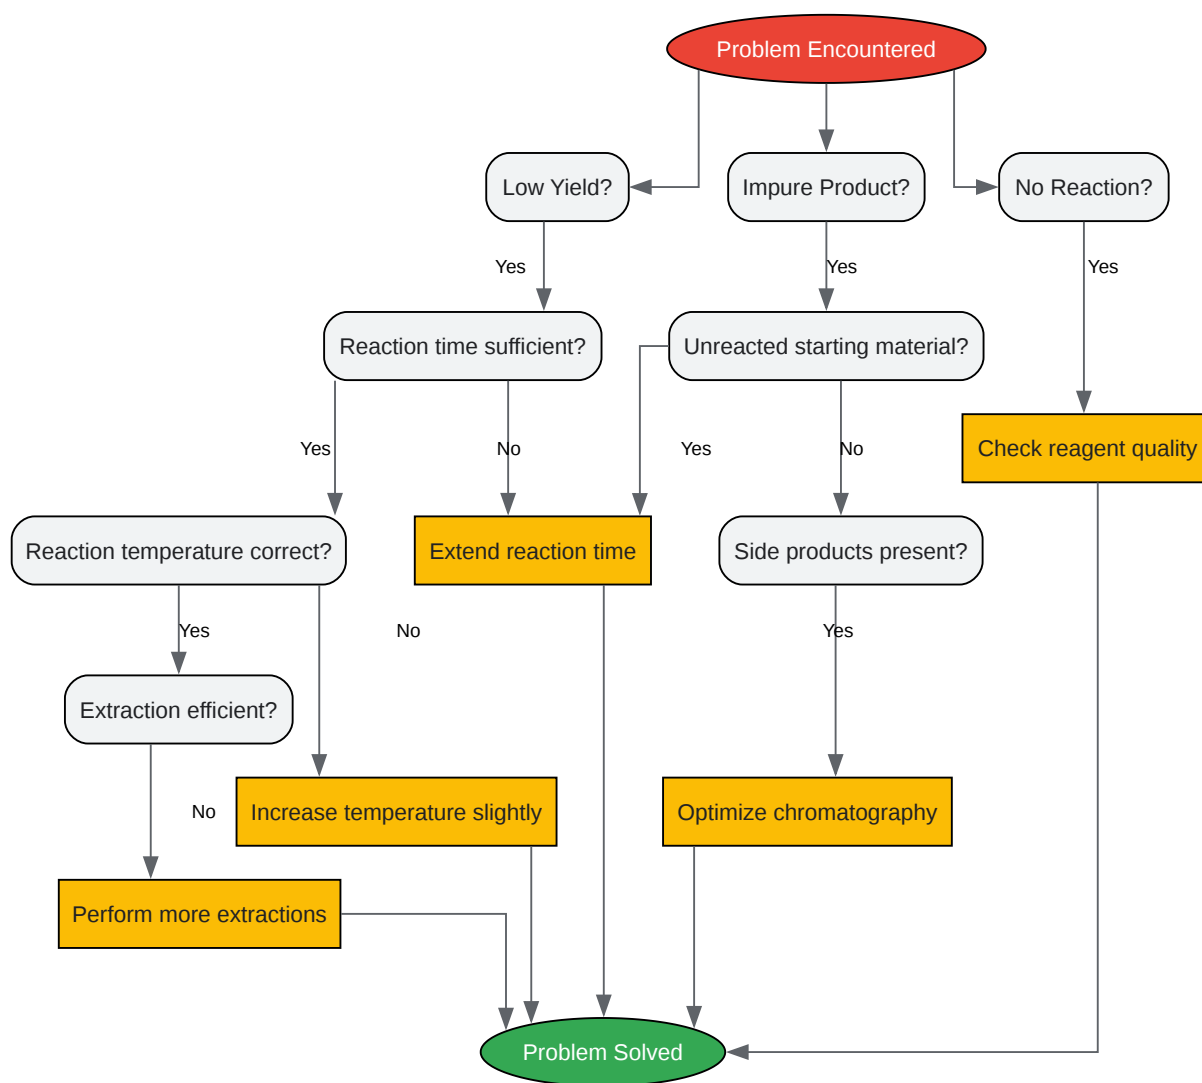 Problem Encountered
Low Yield?
Impure Product?
No Reaction?
Yes
Yes
Yes
Reaction time sufficient?
Unreacted starting material?
Yes
No
Yes
No
Check reagent quality
Reaction temperature correct?
Extend reaction time
Side products present?
Yes
No
Yes
Extraction efficient?
No
Increase temperature slightly
Optimize chromatography
Perform more extractions
Problem Solved